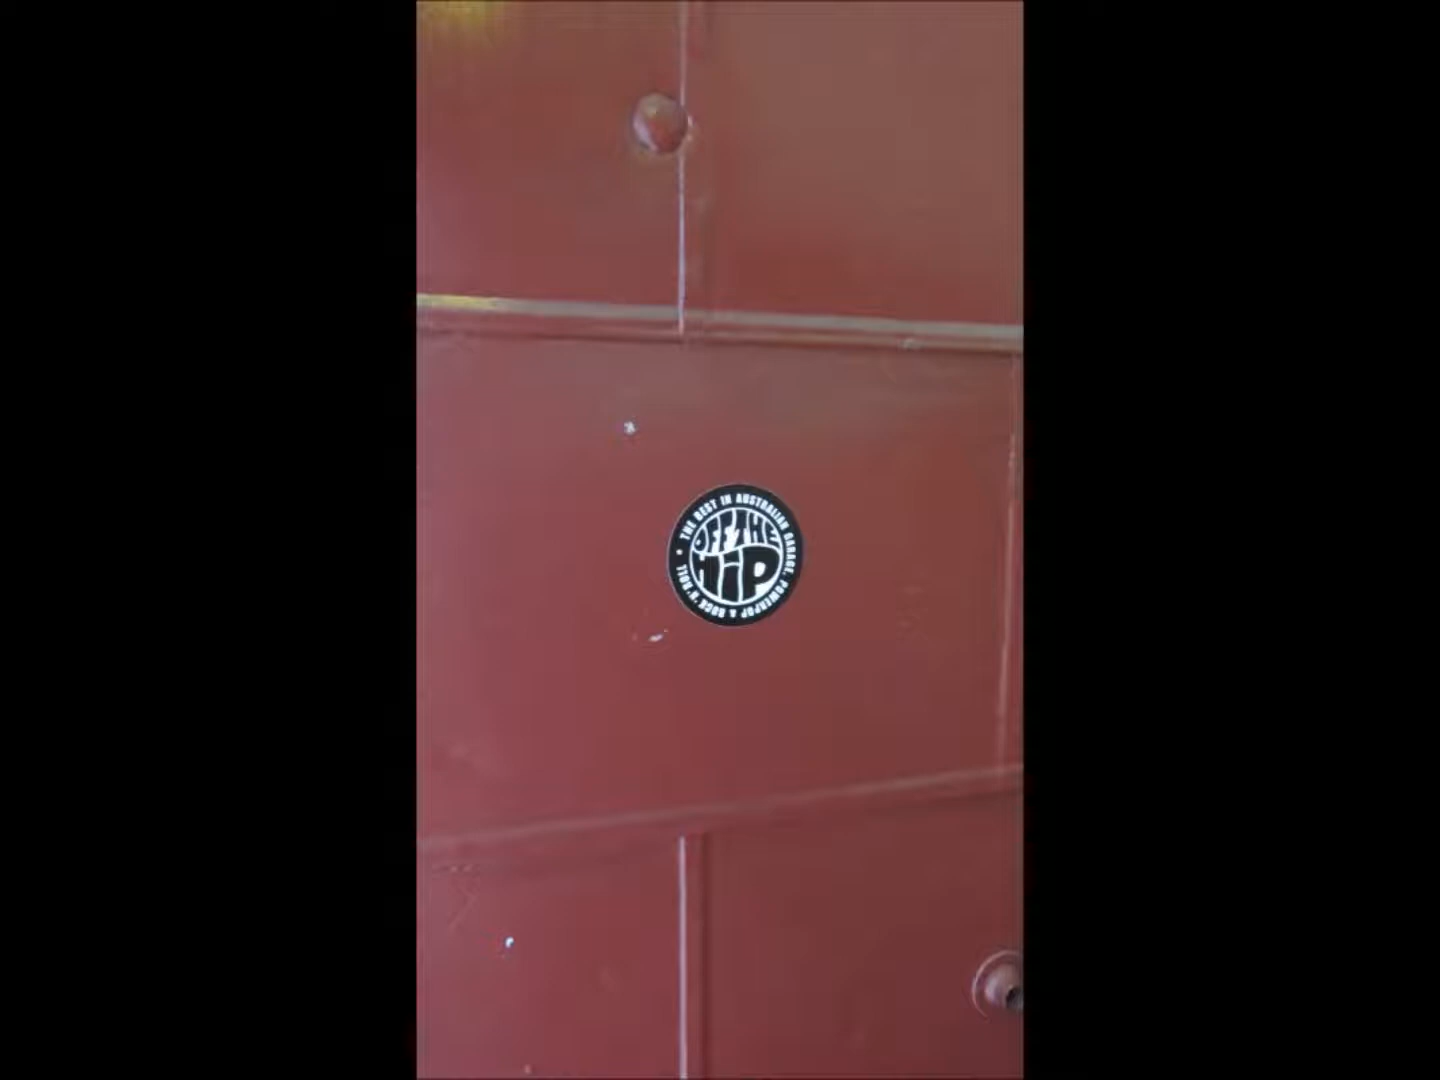 THE BEST IN AUSTRALIAN GARAGE, POWERPOP & ROCK'N'ROLL
OFF THE
HIP